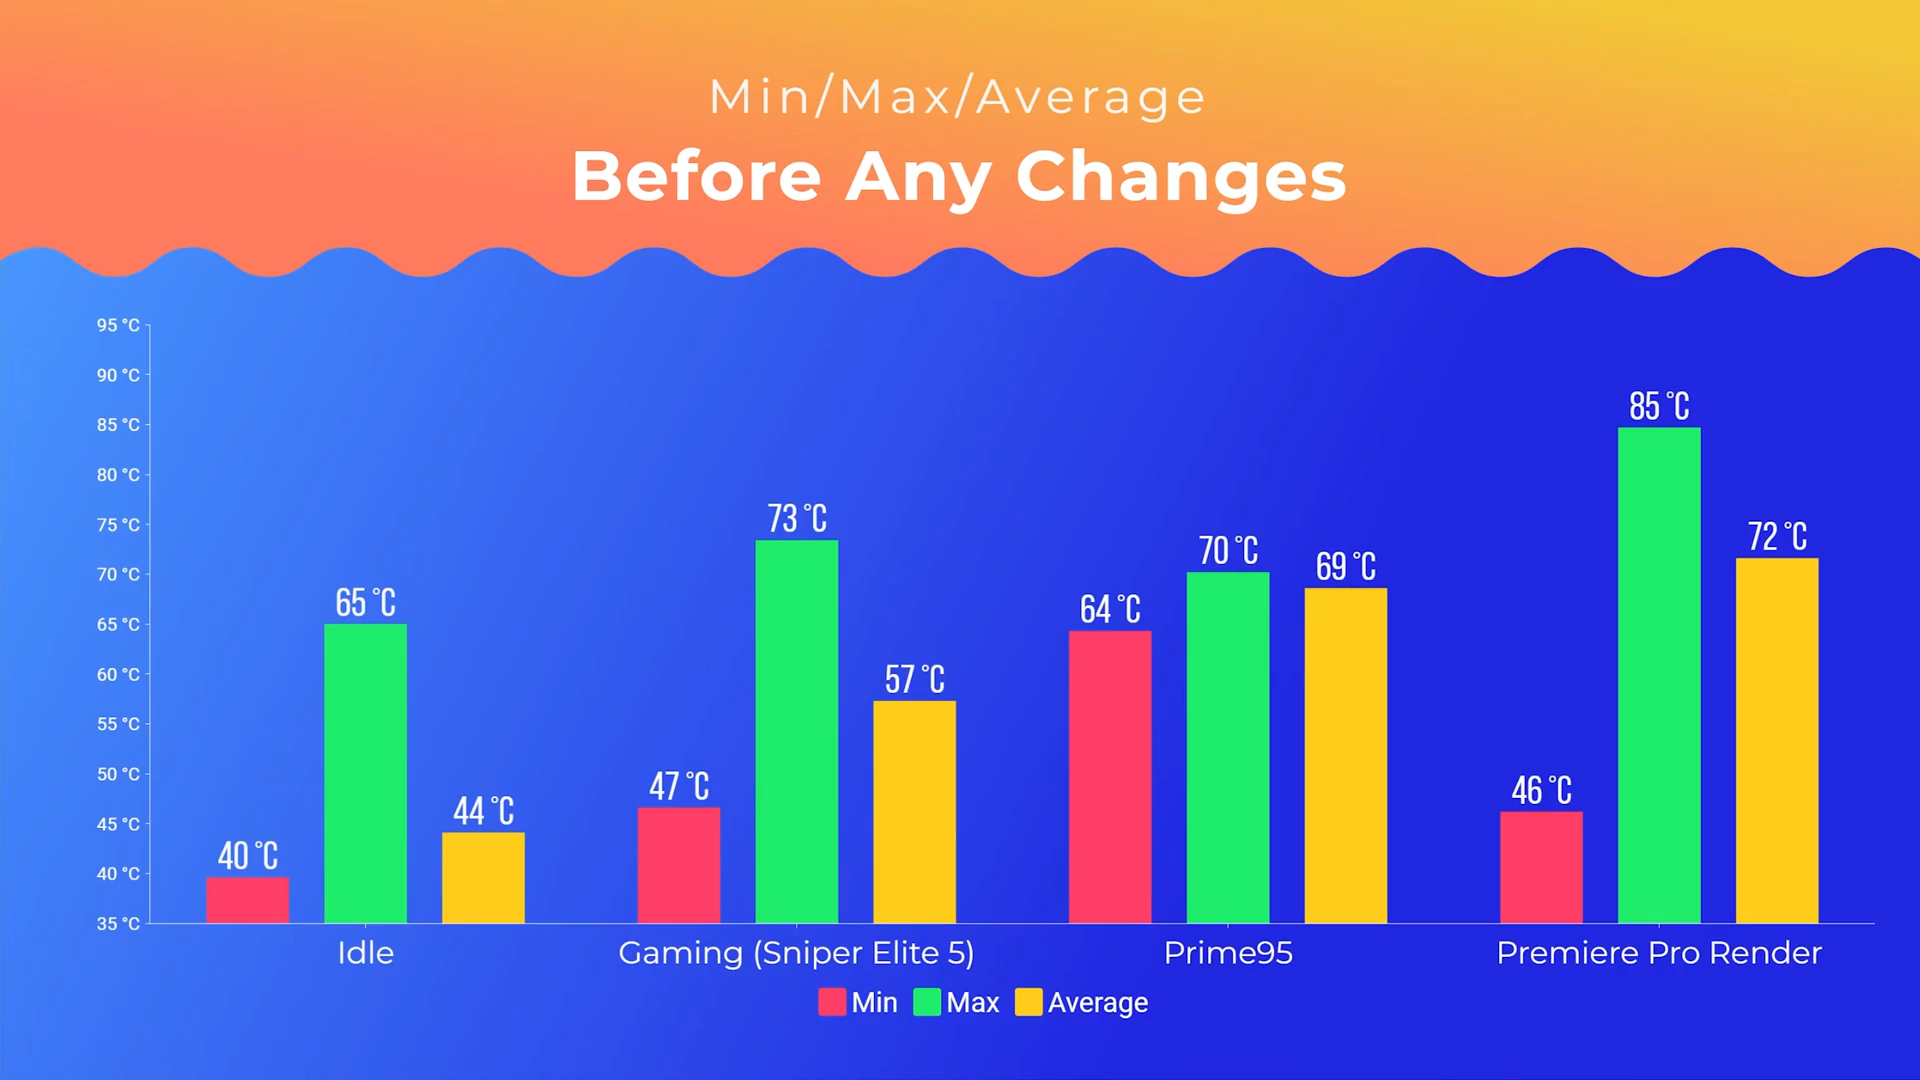 Min/Max/Average
Before Any Changes
95 °C
90 °C
85 °C
80 °C
75 °C
70 °C
65 °C
60 °C
55 °C
50 °C
45 °C
40 °C
35 °C
40 °C
65 °C
44 °C
47 °C
73 °C
57 °C
64 °C
70 °C
69 °C
46 °C
85 °C
72 °C
Idle
Gaming (Sniper Elite 5)
Prime95
Premiere Pro Render
Min Max Average